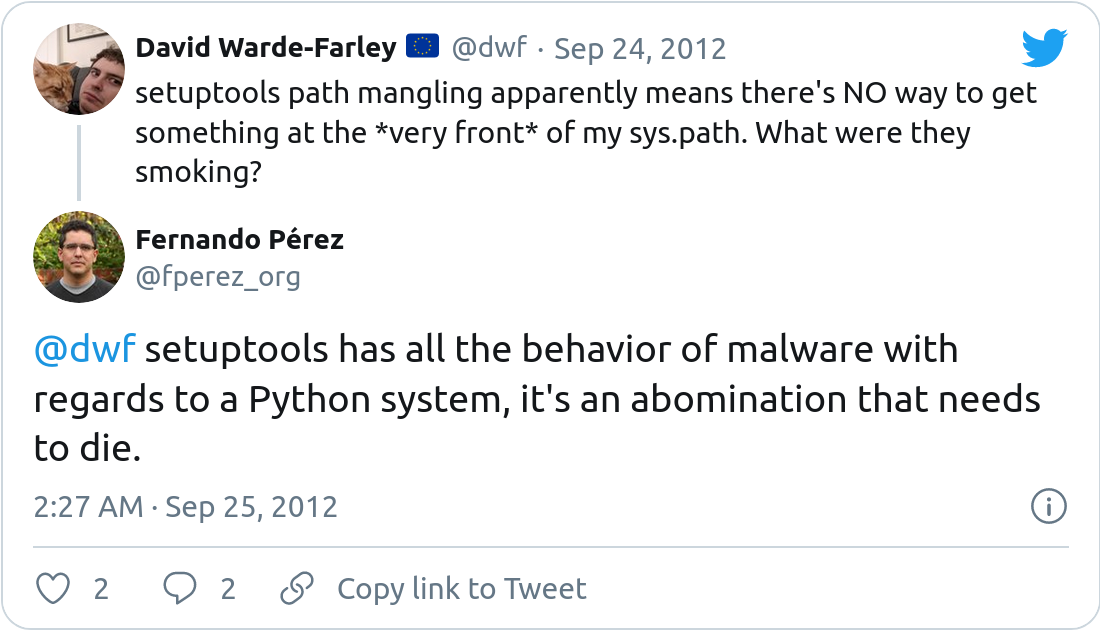 David Warde-Farley 🇪🇺 @dwf · Sep 24, 2012
setuptools path mangling apparently means there's NO way to get
something at the *very front* of my sys.path. What were they
smoking?
Fernando Pérez
@fperez_org
@dwf setuptools has all the behavior of malware with
regards to a Python system, it's an abomination that needs
to die.
2:27 AM · Sep 25, 2012
2 2 Copy link to Tweet